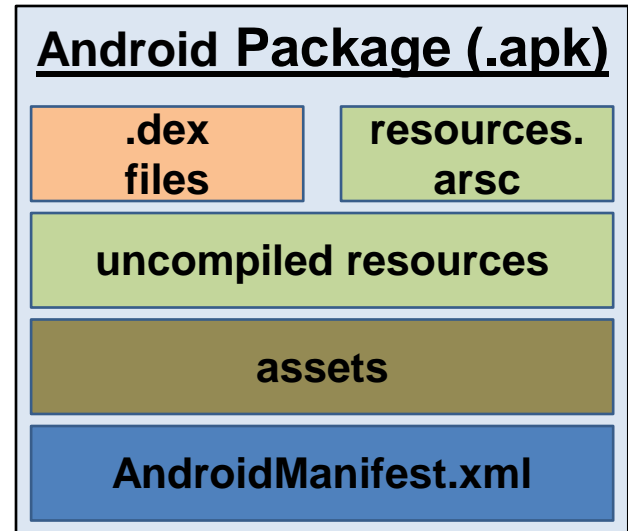 Android Package (.apk)
.dex
files
resources.
arsc
uncompiled resources
assets
AndroidManifest.xml